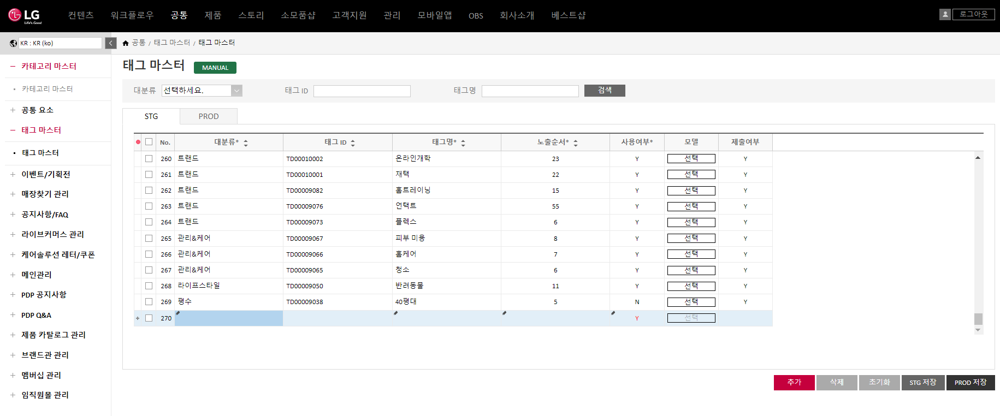 LG 컨텐츠 워크플로우 공통 제품 스토리 소모품샵 고객지원 관리 모바일앱 OBS 회사소개 베스트샵 로그아웃
Life's Good
KR : KR (ko)
공통 / 태그 마스터 / 태그 마스터
카테고리 마스터
카테고리 마스터
공통 요소
태그 마스터
태그 마스터
이벤트/기획전
매장찾기 관리
공지사항/FAQ
라이브커머스 관리
케어솔루션 레터/쿠폰
메인관리
PDP 공지사항
PDP Q&A
제품 카탈로그 관리
브랜드관 관리
멤버십 관리
임직원몰 관리
태그 마스터 MANUAL
대분류 선택하세요. 태그 ID 태그명 검색
STG PROD
No. 대분류* 태그 ID 태그명* 노출순서* 사용여부* 모델 제출여부
260 트랜드 TD00010002 온라인개학 23 Y 선택 Y
261 트랜드 TD00010001 재택 22 Y 선택 Y
262 트랜드 TD00009082 홈트레이닝 15 Y 선택 Y
263 트랜드 TD00009076 언택트 55 Y 선택 Y
264 트랜드 TD00009073 플렉스 6 Y 선택 Y
265 관리&케어 TD00009067 피부 미용 8 Y 선택 Y
266 관리&케어 TD00009066 홈케어 7 Y 선택 Y
267 관리&케어 TD00009065 청소 6 Y 선택 Y
268 라이프스타일 TD00009050 반려동물 11 Y 선택 Y
269 평수 TD00009038 40평대 5 N 선택 Y
270 Y 선택
추가 삭제 초기화 STG 저장 PROD 저장